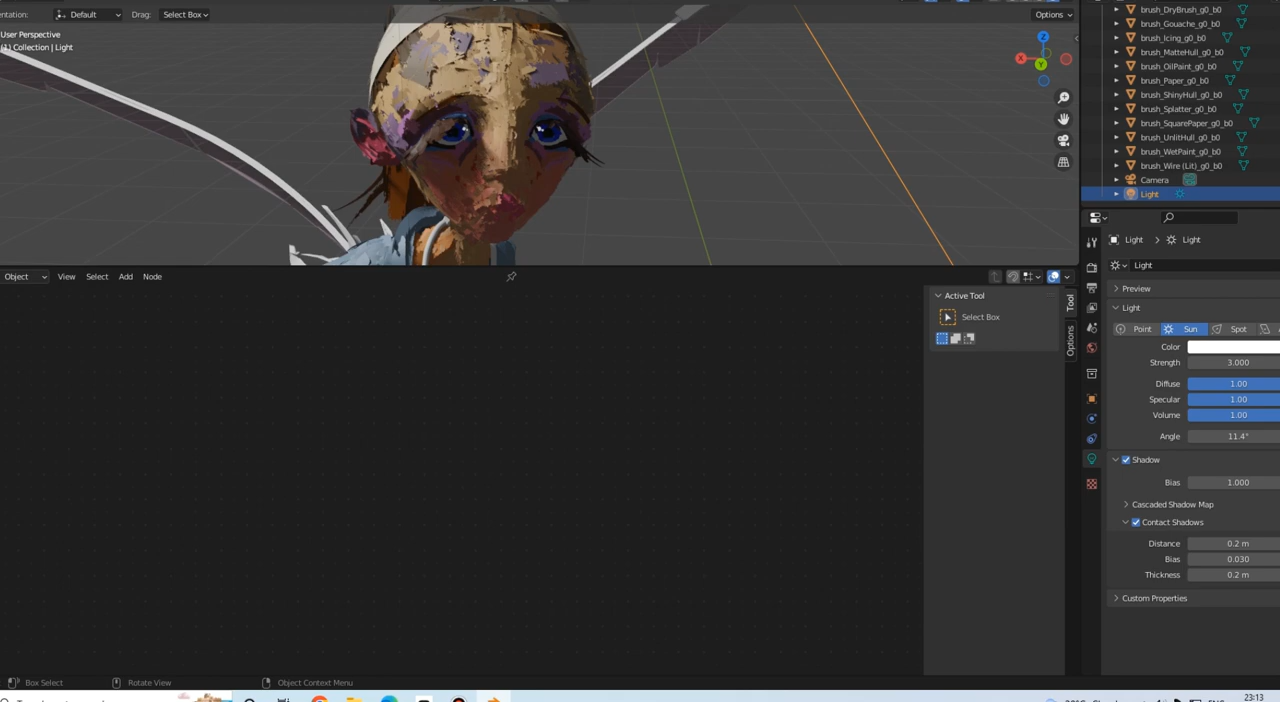 entation: Default Drag: Select Box Options
User Perspective
(1) Collection | Light
X Y Z
brush_DryBrush_g0_b0
brush_Gouache_g0_b0
brush_Icing_g0_b0
brush_MatteHull_g0_b0
brush_OilPaint_g0_b0
brush_Paper_g0_b0
brush_ShinyHull_g0_b0
brush_Splatter_g0_b0
brush_SquarePaper_g0_b0
brush_UnlitHull_g0_b0
brush_WetPaint_g0_b0
brush_Wire (Lit)_g0_b0
Camera
Light
Object View Select Add Node
Active Tool
Select Box
Tool
Options
Light > Light
Light
Preview
Light
Point Sun Spot
Color
Strength 3.000
Diffuse 1.00
Specular 1.00
Volume 1.00
Angle 11.4°
Shadow
Bias 1.000
Cascaded Shadow Map
Contact Shadows
Distance 0.2 m
Bias 0.030
Thickness 0.2 m
Custom Properties
Box Select Rotate View Object Context Menu
23:13